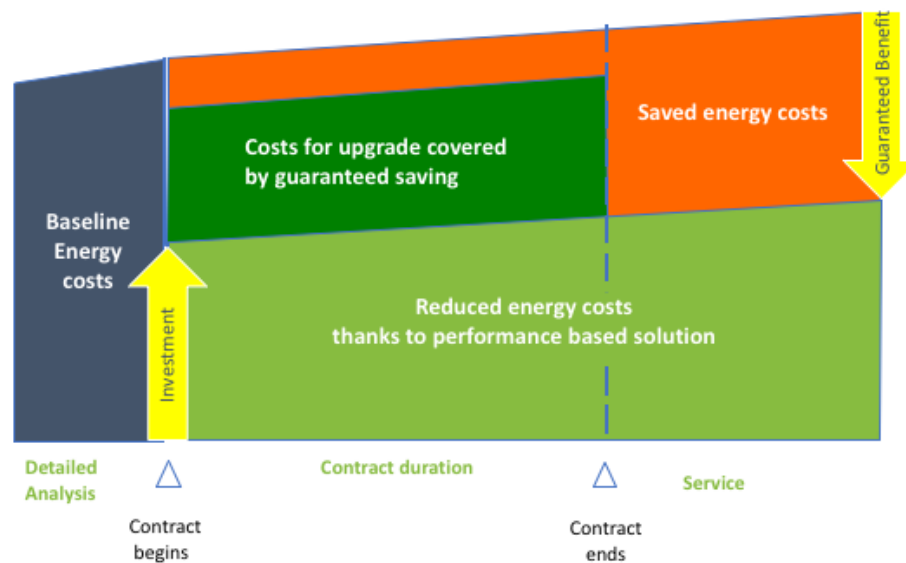 Guaranteed Benefit
Saved energy costs
Costs for upgrade covered
by guaranteed saving
Baseline
Energy
costs
Reduced energy costs
thanks to performance based solution
Investment
Detailed
Analysis
Contract duration
Service
Contract
begins
Contract
ends